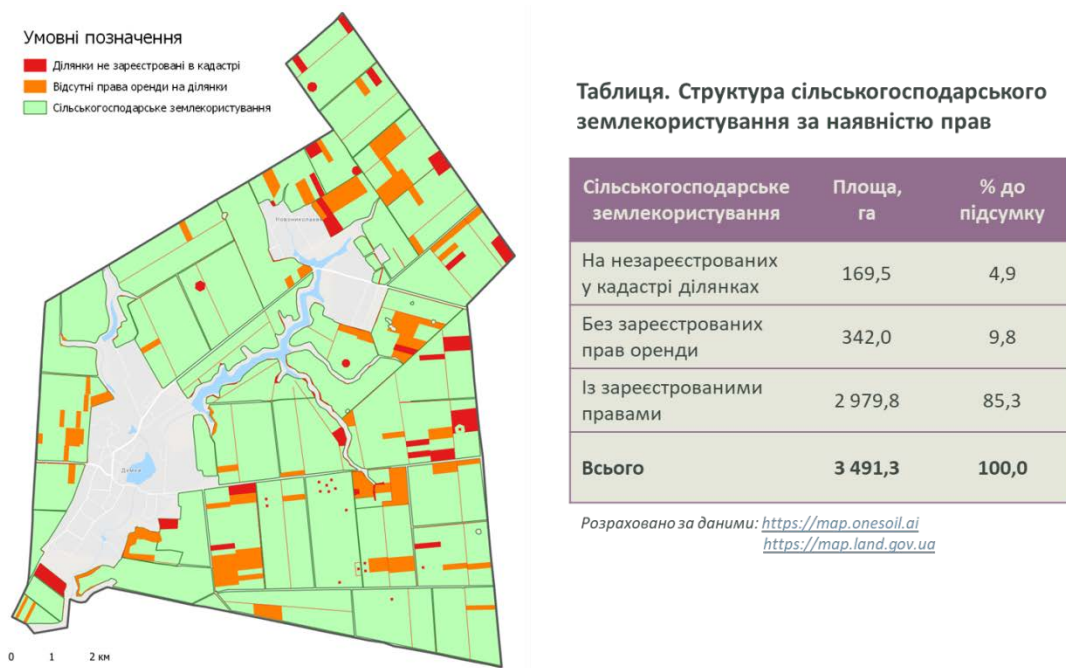 Умовні позначення
Ділянки не зареєстровані в кадастрі
Відсутні права оренди на ділянки
Сільськогосподарське землекористування
Демки
0 1 2 км
Таблиця. Структура сільськогосподарського
землекористування за наявністю прав
Сільськогосподарське
землекористування
Площа,
га
% до
підсумку
На незареєстрованих
у кадастрі ділянках
169,5
4,9
Без зареєстрованих
прав оренди
342,0
9,8
Із зареєстрованими
правами
2 979,8
85,3
Всього
3 491,3
100,0
Розраховано за даними: https://map.onesoil.ai
https://map.land.gov.ua